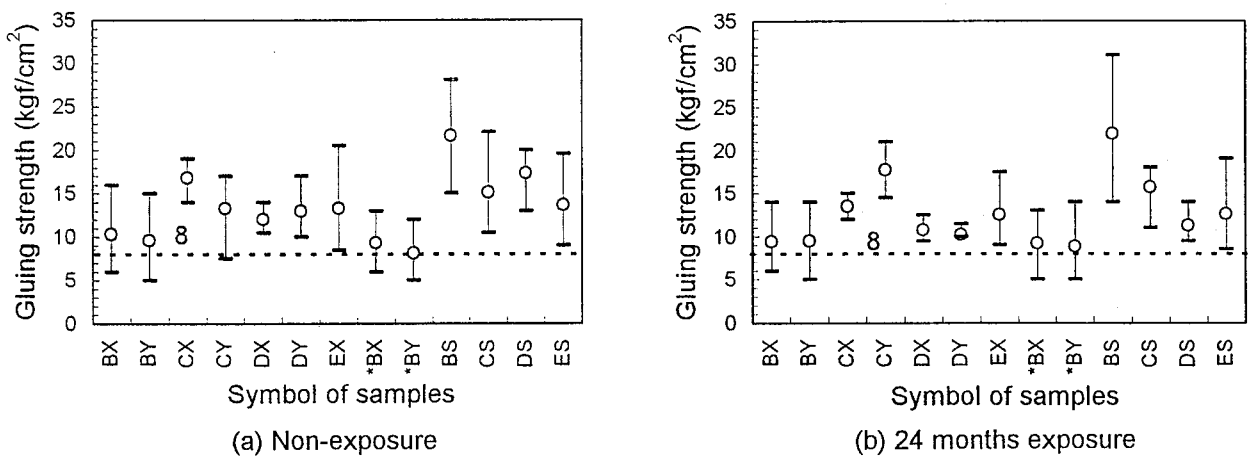 Gluing strength (kgf/cm²)
35
30
25
20
15
10
5
0
BX
BY
CX
CY
DX
DY
EX
*BX
*BY
BS
CS
DS
ES
Symbol of samples
(a) Non-exposure
Gluing strength (kgf/cm²)
35
30
25
20
15
10
5
0
BX
BY
CX
CY
DX
DY
EX
*BX
*BY
BS
CS
DS
ES
Symbol of samples
(b) 24 months exposure